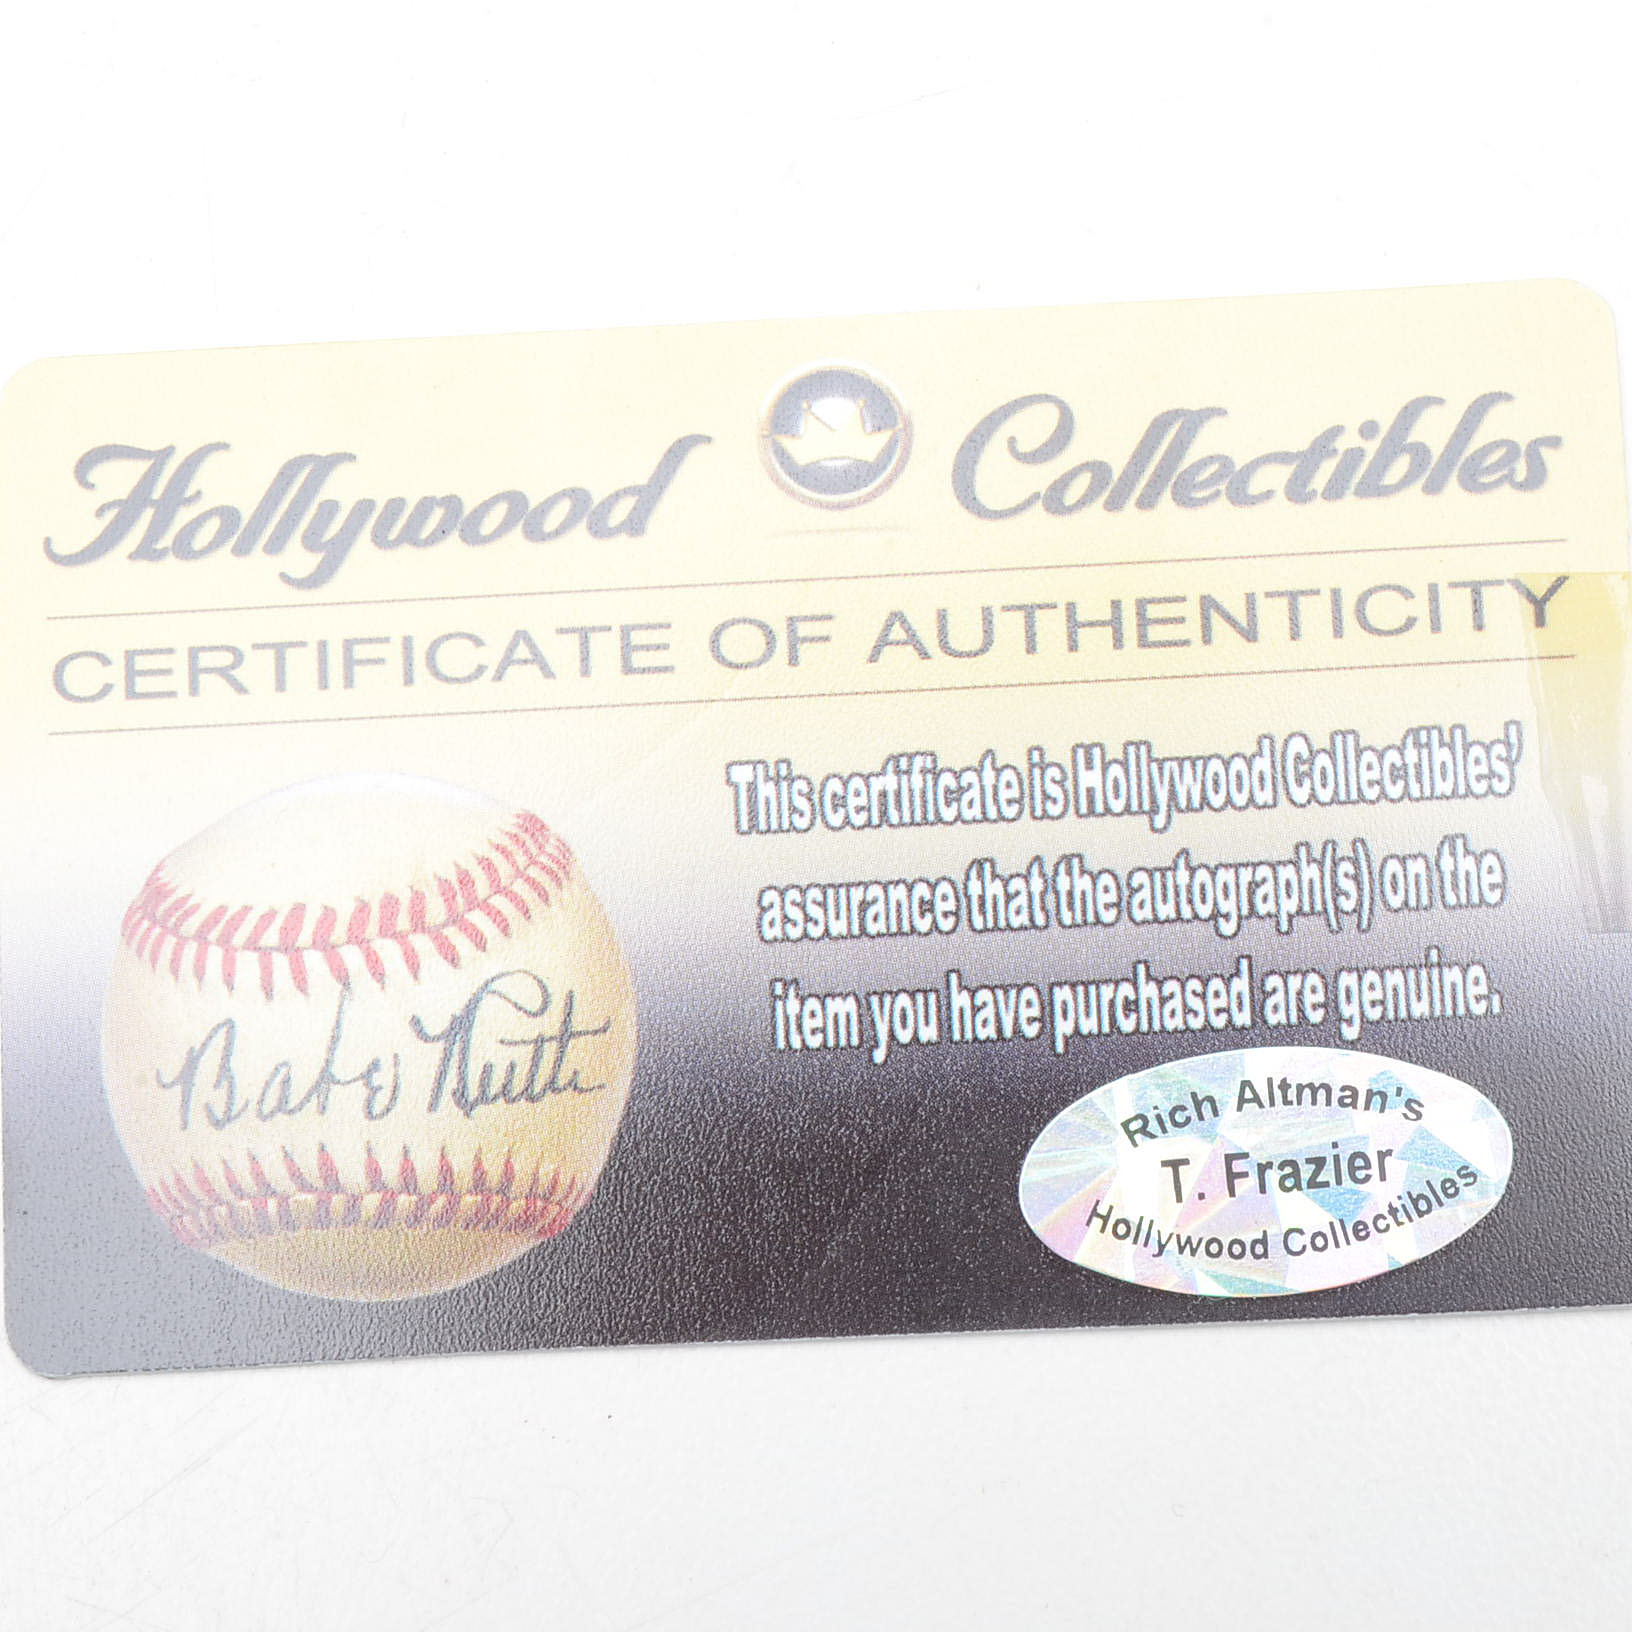 Hollywood Collectibles
CERTIFICATE OF AUTHENTICITY
This certificate is Hollywood Collectibles'
assurance that the autograph(s) on the
item you have purchased are genuine.
Babe Ruth
Rich Altman's
T. Frazier
Hollywood Collectibles